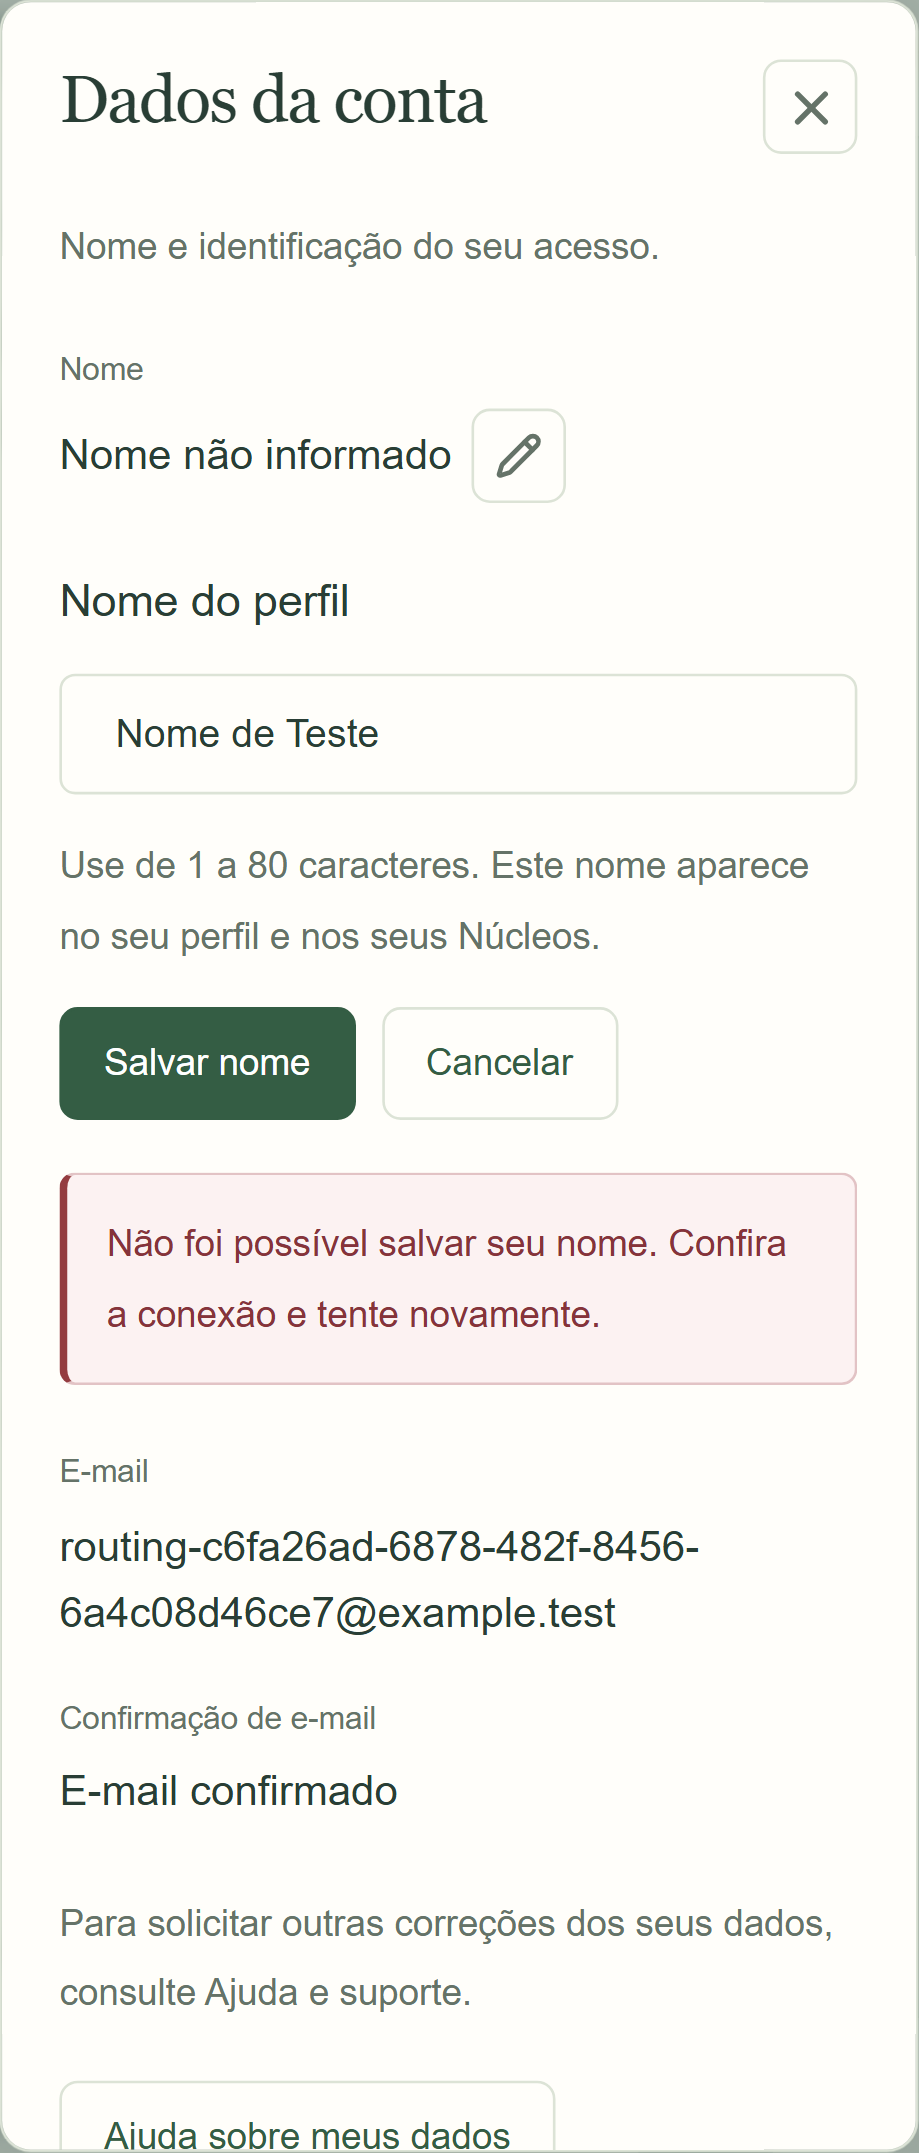 Dados da conta
Nome e identificação do seu acesso.
Nome
Nome não informado
Nome do perfil
Nome de Teste
Use de 1 a 80 caracteres. Este nome aparece
no seu perfil e nos seus Núcleos.
Salvar nome
Cancelar
Não foi possível salvar seu nome. Confira
a conexão e tente novamente.
E-mail
routing-c6fa26ad-6878-482f-8456-
6a4c08d46ce7@example.test
Confirmação de e-mail
E-mail confirmado
Para solicitar outras correções dos seus dados,
consulte Ajuda e suporte.
Ajuda sobre meus dados